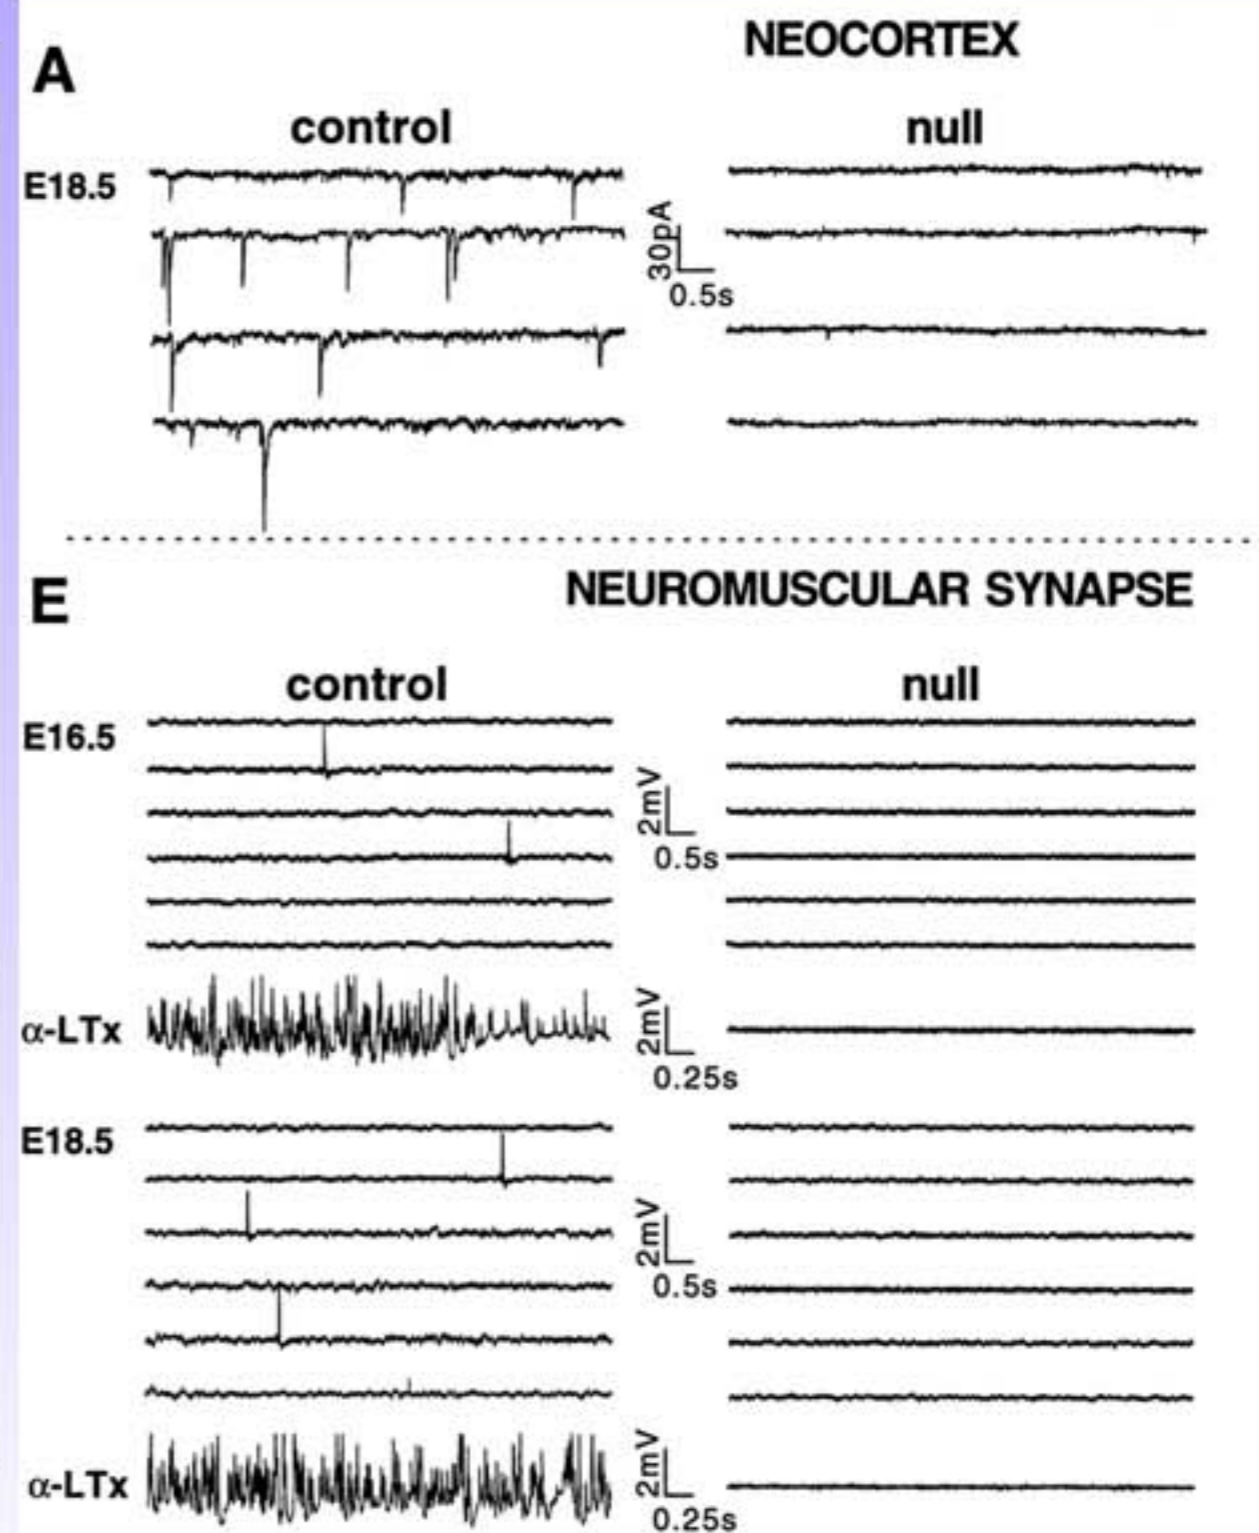 A
NEOCORTEX
control
null
E18.5
30pA
0.5s
E
NEUROMUSCULAR SYNAPSE
control
null
E16.5
2mV
0.5s
α-LTx
2mV
0.25s
E18.5
2mV
0.5s
α-LTx
2mV
0.25s